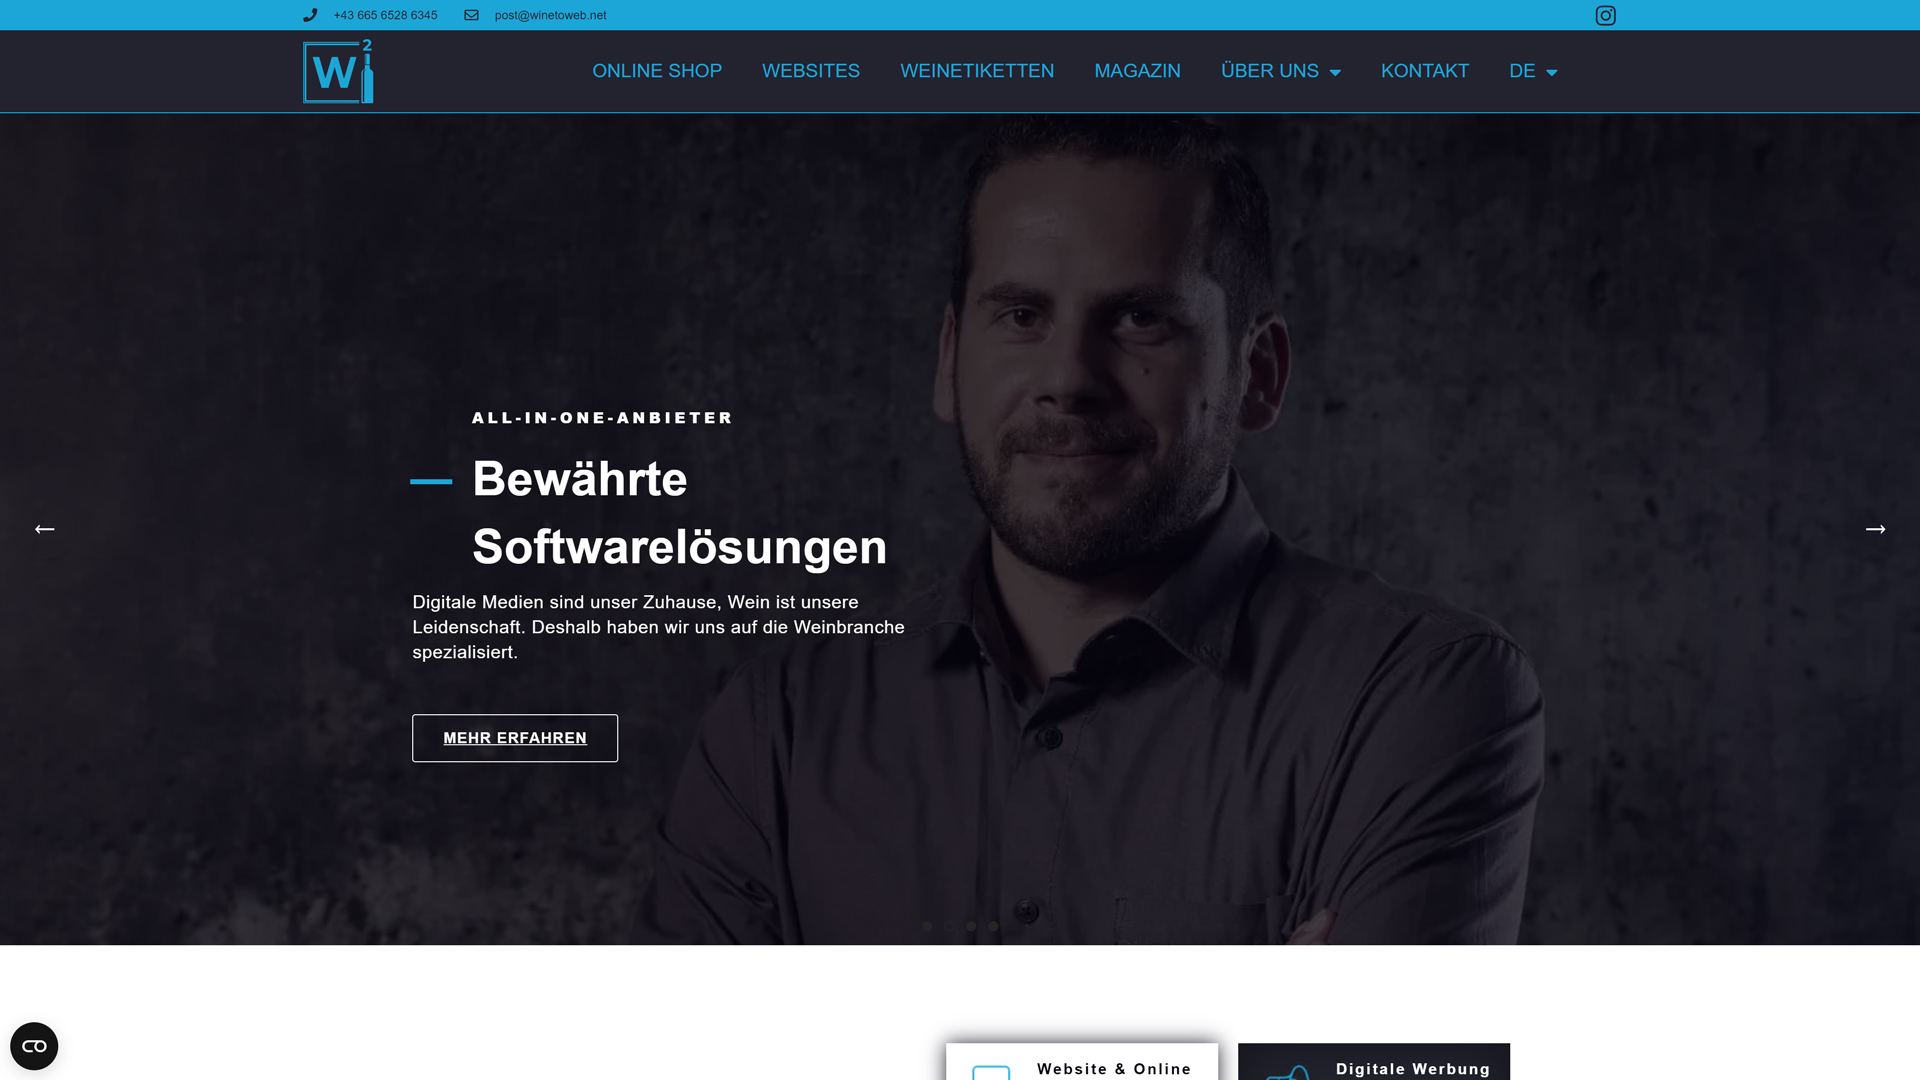 +43 665 6528 6345 post@winetoweb.net
W 2
ONLINE SHOP WEBSITES WEINETIKETTEN MAGAZIN ÜBER UNS KONTAKT DE
ALL-IN-ONE-ANBIETER
Bewährte
Softwarelösungen
Digitale Medien sind unser Zuhause, Wein ist unsere
Leidenschaft. Deshalb haben wir uns auf die Weinbranche
spezialisiert.
MEHR ERFAHREN
Website & Online
Digitale Werbung